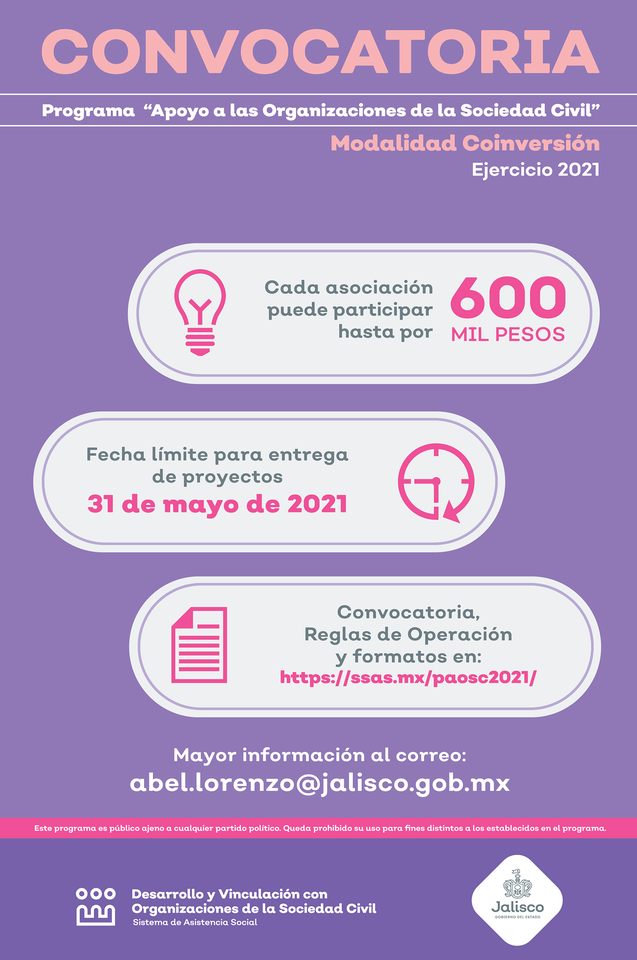 CONVOCATORIA
Programa “Apoyo a las Organizaciones de la Sociedad Civil”
Modalidad Coinversión
Ejercicio 2021
Cada asociación
puede participar
hasta por
600
MIL PESOS
Fecha límite para entrega
de proyectos
31 de mayo de 2021
Convocatoria,
Reglas de Operación
y formatos en:
https://ssas.mx/paosc2021/
Mayor información al correo:
abel.lorenzo@jalisco.gob.mx
Este programa es público ajeno a cualquier partido político. Queda prohibido su uso para fines distintos a los establecidos en el programa.
Desarrollo y Vinculación con
Organizaciones de la Sociedad Civil
Sistema de Asistencia Social
Jalisco
GOBIERNO DEL ESTADO